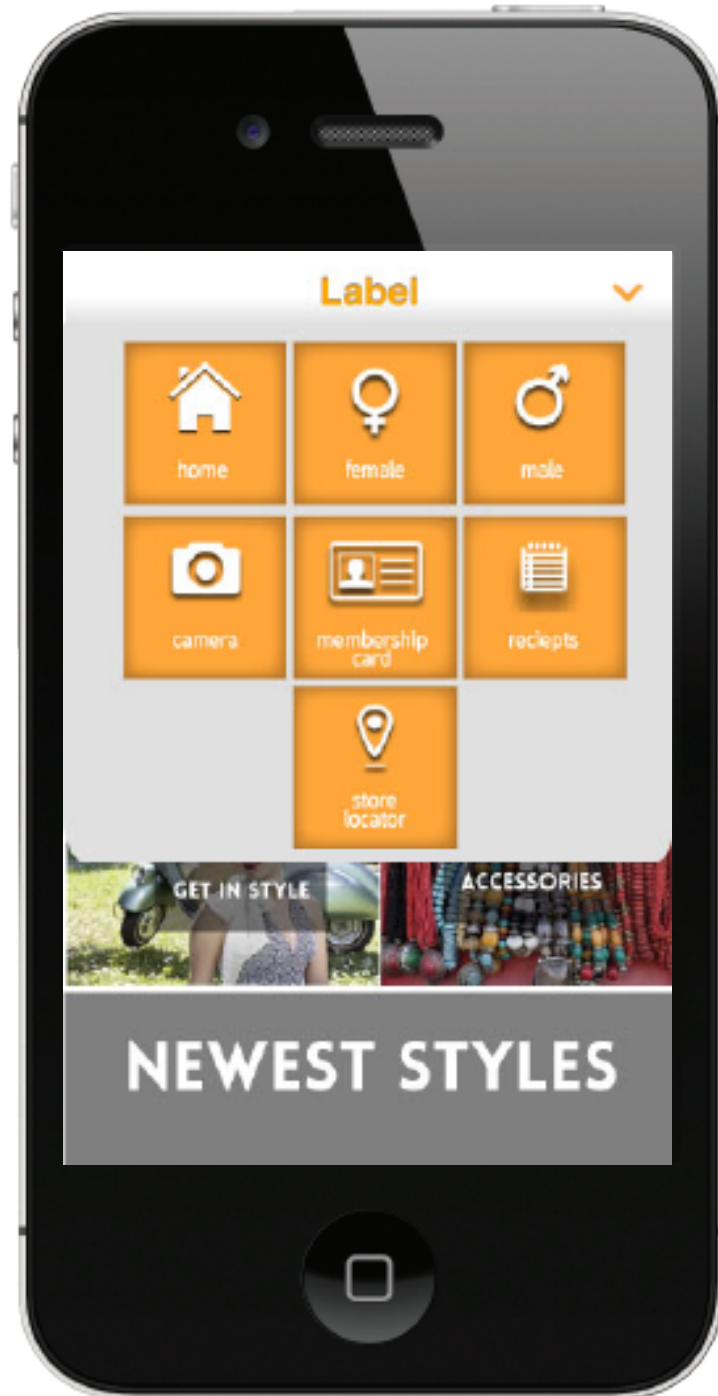 Label
home
female
male
camera
membership
card
reciepts
store
locator
GET IN STYLE
ACCESSORIES
NEWEST STYLES